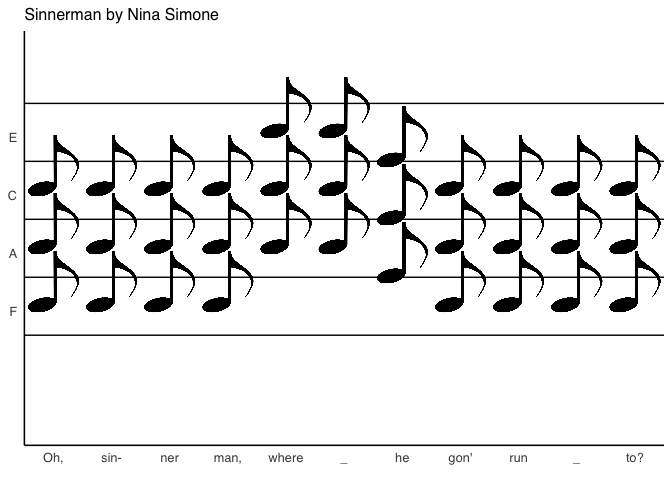 Sinnerman by Nina Simone
E
C
A
F
Oh, sin- ner man, where _ he gon' run _ to?